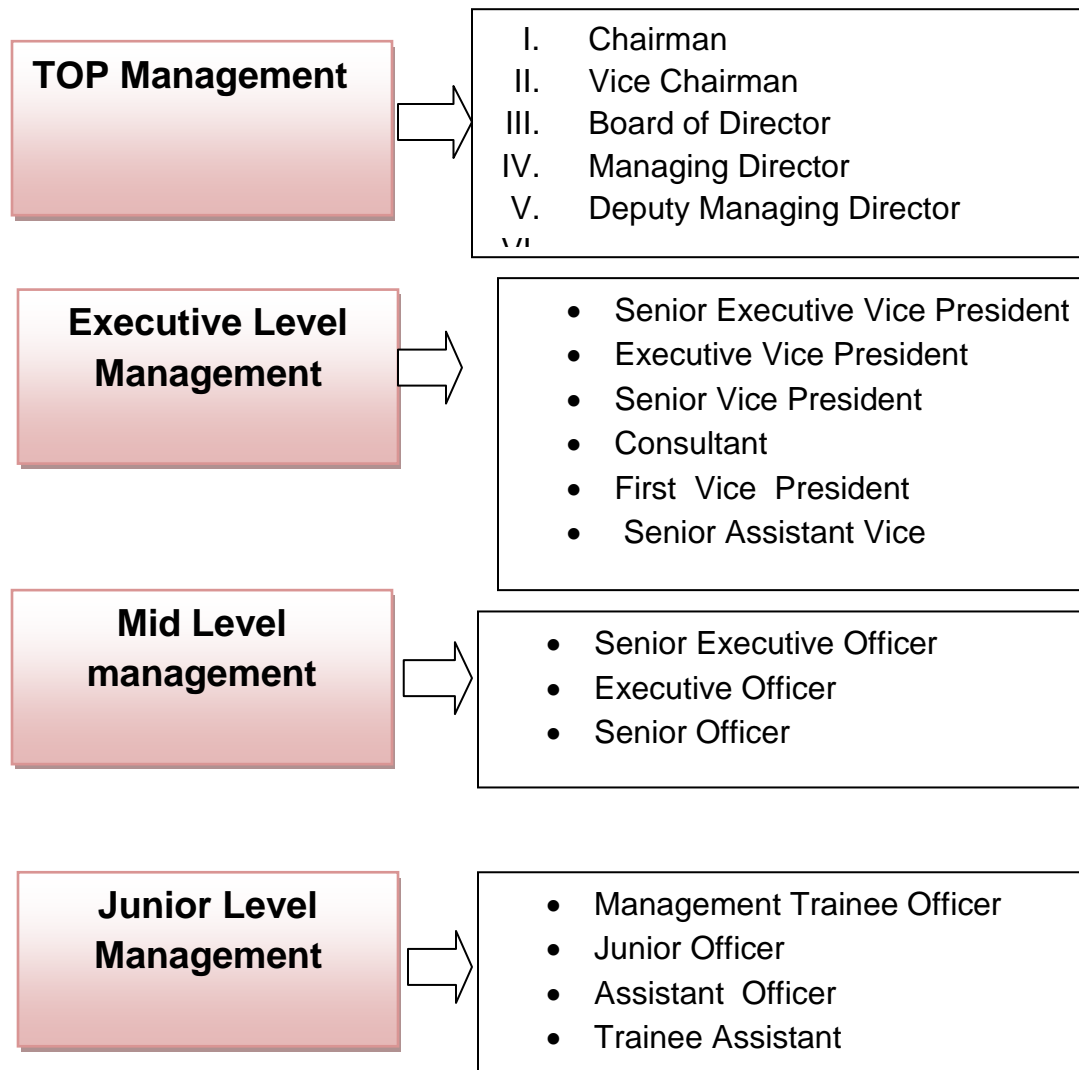 TOP Management
I. Chairman
II. Vice Chairman
III. Board of Director
IV. Managing Director
V. Deputy Managing Director
VI.
Executive Level
Management
• Senior Executive Vice President
• Executive Vice President
• Senior Vice President
• Consultant
• First Vice President
• Senior Assistant Vice
Mid Level
management
• Senior Executive Officer
• Executive Officer
• Senior Officer
Junior Level
Management
• Management Trainee Officer
• Junior Officer
• Assistant Officer
• Trainee Assistant